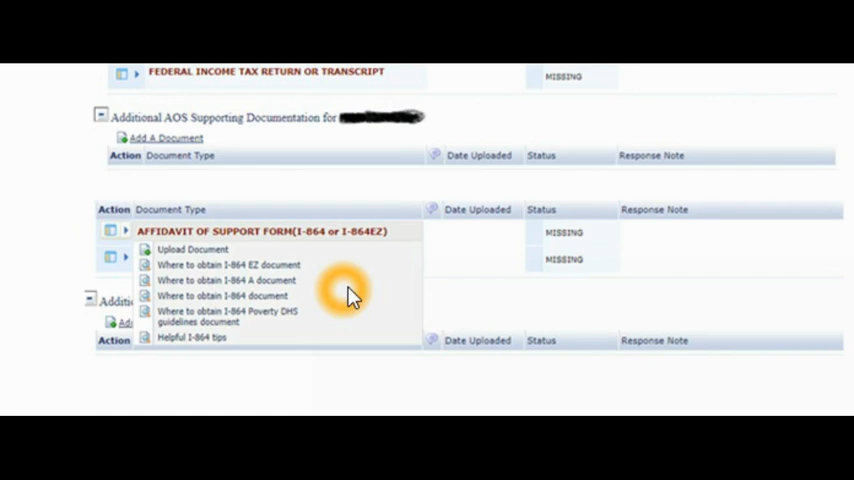 FEDERAL INCOME TAX RETURN OR TRANSCRIPT
MISSING
Additional AOS Supporting Documentation for
Add A Document
Action Document Type Date Uploaded Status Response Note
Action Document Type Date Uploaded Status Response Note
AFFIDAVIT OF SUPPORT FORM(I-864 or I-864EZ) MISSING
Upload Document
MISSING
Where to obtain I-864 EZ document
Where to obtain I-864 A document
Where to obtain I-864 document
Where to obtain I-864 Poverty DHS
guidelines document
Helpful I-864 tips
Action Date Uploaded Status Response Note